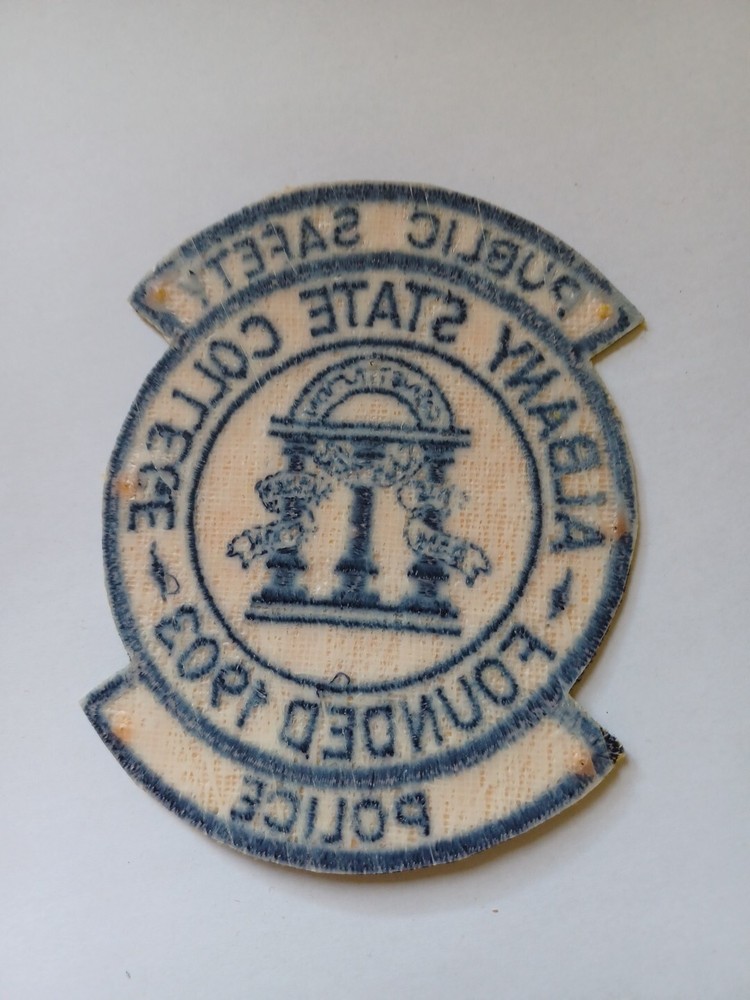 PUBLIC SAFETY
ALBANY STATE COLLEGE
FOUNDED 1903
POLICE